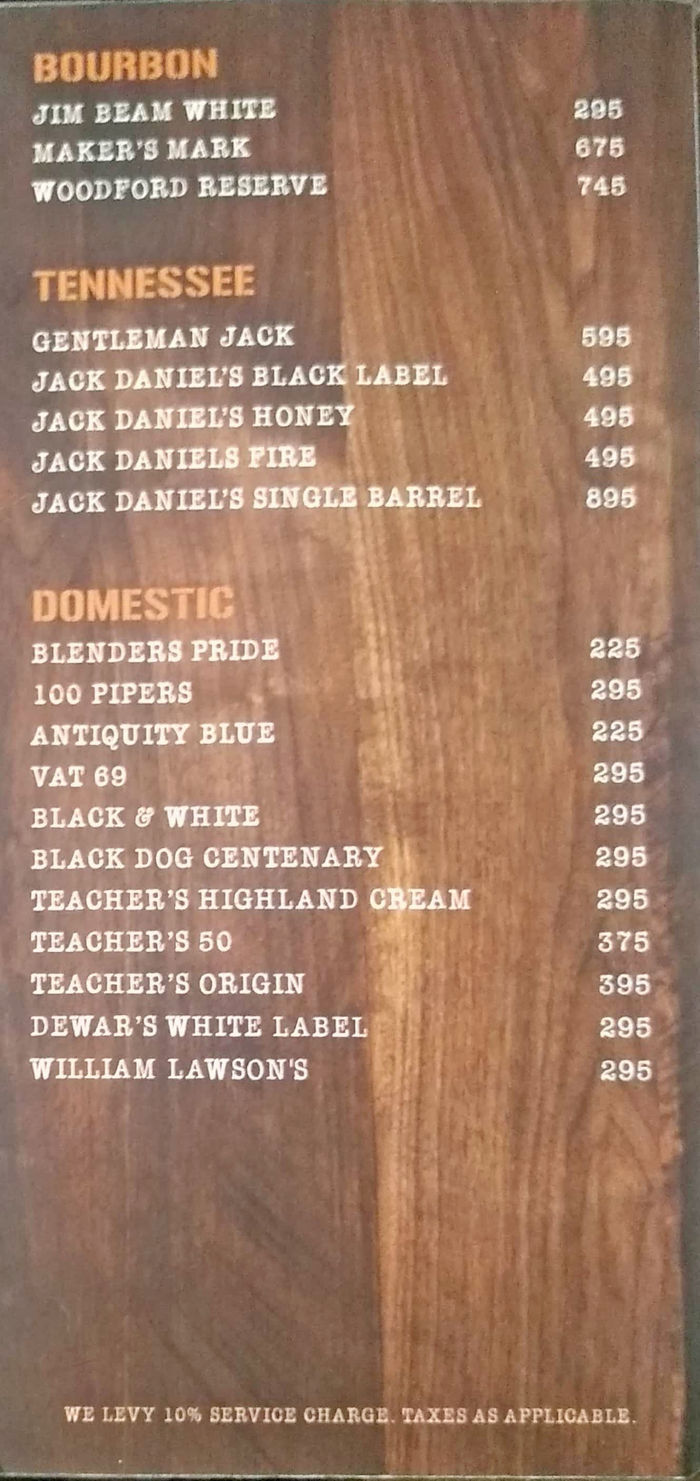 BOURBON
JIM BEAM WHITE 295
MAKER'S MARK 675
WOODFORD RESERVE 745
TENNESSEE
GENTLEMAN JACK 595
JACK DANIEL'S BLACK LABEL 495
JACK DANIEL'S HONEY 495
JACK DANIELS FIRE 495
JACK DANIEL'S SINGLE BARREL 895
DOMESTIC
BLENDERS PRIDE 225
100 PIPERS 295
ANTIQUITY BLUE 225
VAT 69 295
BLACK & WHITE 295
BLACK DOG CENTENARY 295
TEACHER'S HIGHLAND CREAM 295
TEACHER'S 50 375
TEACHER'S ORIGIN 395
DEWAR'S WHITE LABEL 295
WILLIAM LAWSON'S 295
WE LEVY 10% SERVICE CHARGE. TAXES AS APPLICABLE.